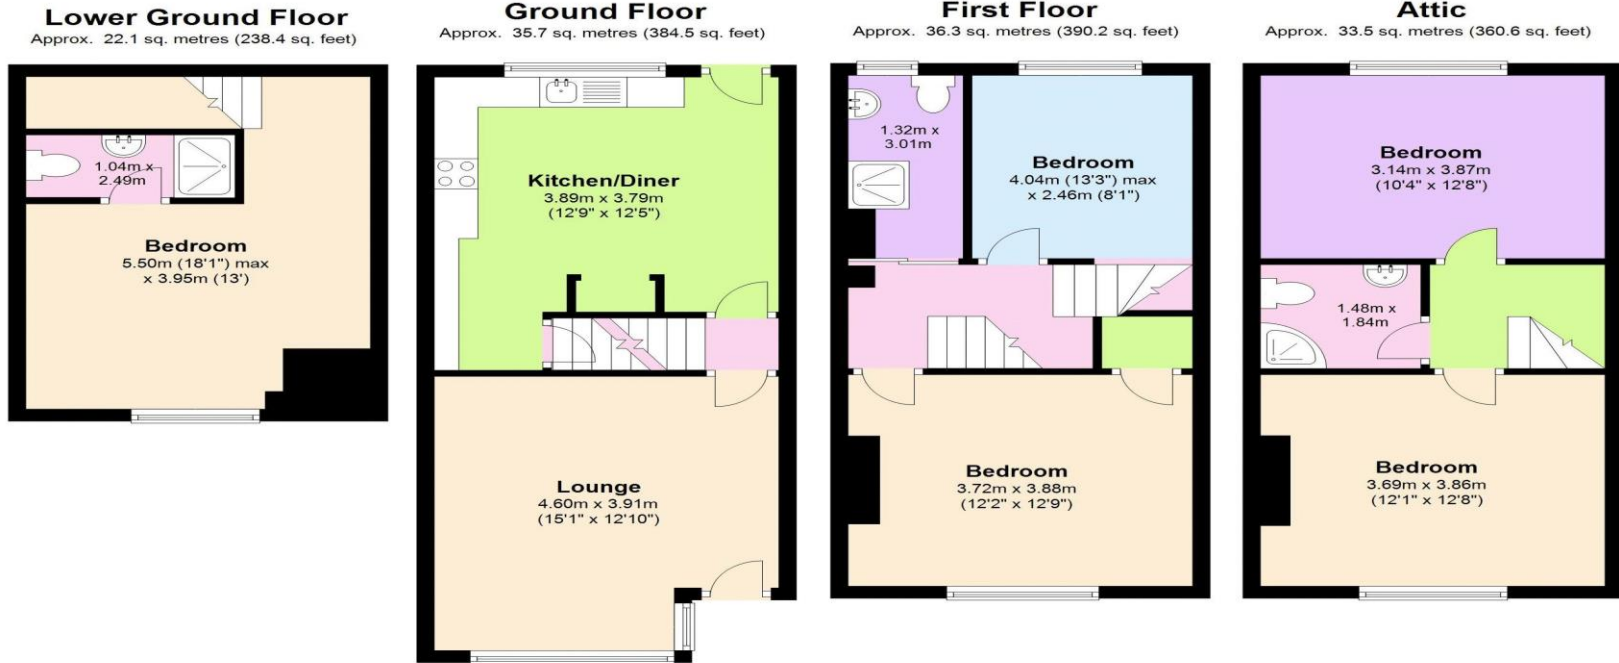 Lower Ground Floor
Approx. 22.1 sq. metres (238.4 sq. feet)
1.04m x
2.49m
Bedroom
5.50m (18'1") max
x 3.95m (13')
Ground Floor
Approx. 35.7 sq. metres (384.5 sq. feet)
Kitchen/Diner
3.89m x 3.79m
(12'9" x 12'5")
Lounge
4.60m x 3.91m
(15'1" x 12'10")
First Floor
Approx. 36.3 sq. metres (390.2 sq. feet)
1.32m x
3.01m
Bedroom
4.04m (13'3") max
x 2.46m (8'1")
Bedroom
3.72m x 3.88m
(12'2" x 12'9")
Attic
Approx. 33.5 sq. metres (360.6 sq. feet)
Bedroom
3.14m x 3.87m
(10'4" x 12'8")
1.48m x
1.84m
Bedroom
3.69m x 3.86m
(12'1" x 12'8")